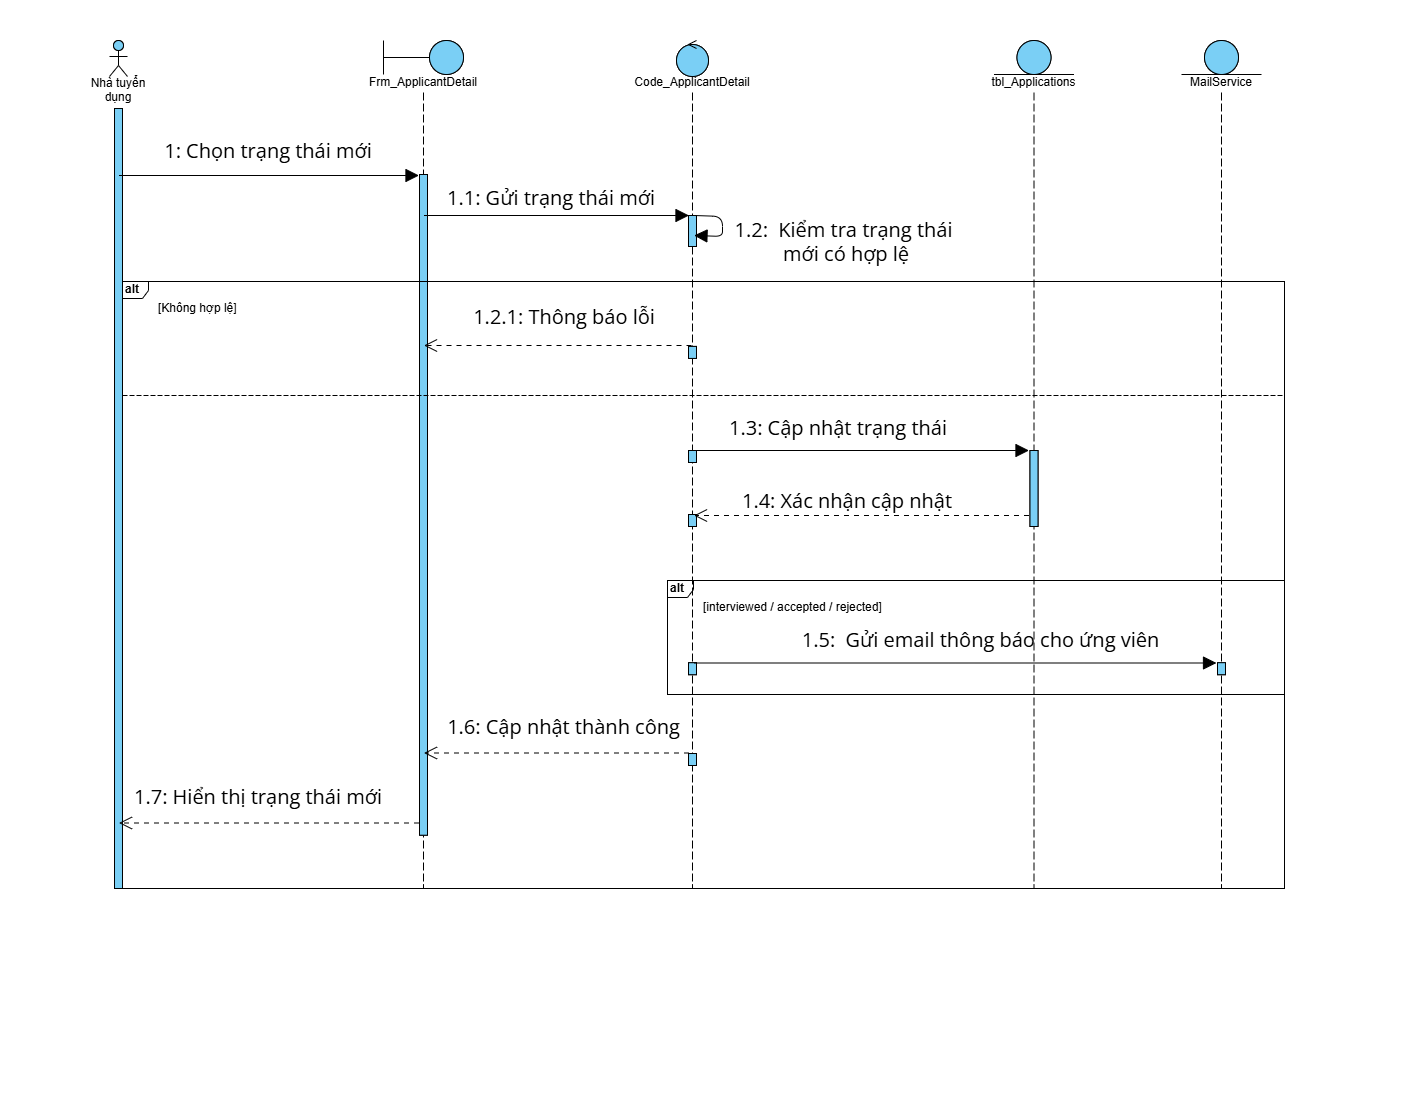 Nhà tuyển
dụng
Frm_ApplicantDetail
Code_ApplicantDetail
tbl_Applications
MailService
1: Chọn trạng thái mới
1.1: Gửi trạng thái mới
1.2:  Kiểm tra trạng thái
mới có hợp lệ
alt
[Không hợp lệ]
1.2.1: Thông báo lỗi
1.3: Cập nhật trạng thái
1.4: Xác nhận cập nhật
alt
[interviewed / accepted / rejected]
1.5:  Gửi email thông báo cho ứng viên
1.6: Cập nhật thành công
1.7: Hiển thị trạng thái mới